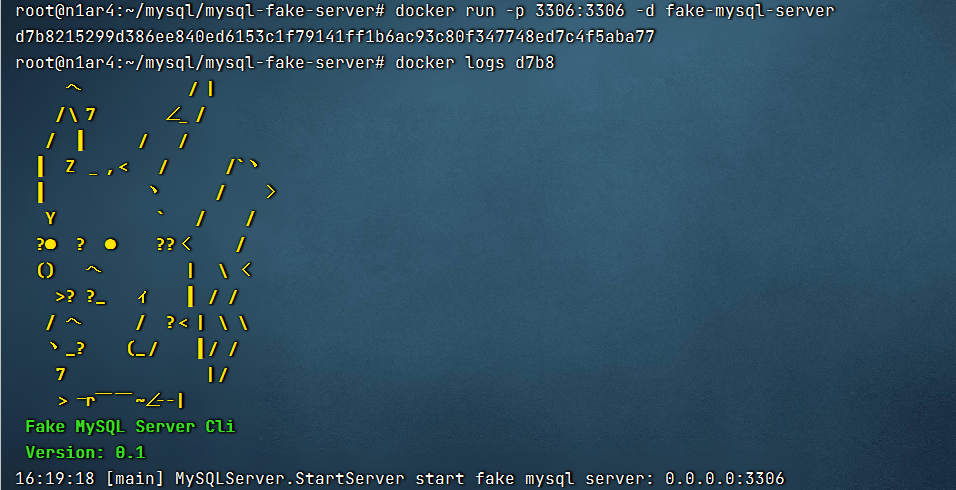 root@n1ar4:~/mysql/mysql-fake-server# docker run -p 3306:3306 -d fake-mysql-server
d7b8215299d386ee840ed6153c1f79141ff1b6ac93c80f347748ed7c4f5aba77
root@n1ar4:~/mysql/mysql-fake-server# docker logs d7b8
Fake MySQL Server Cli
Version: 0.1
16:19:18 [main] MySQLServer.StartServer start fake mysql server: 0.0.0.0:3306